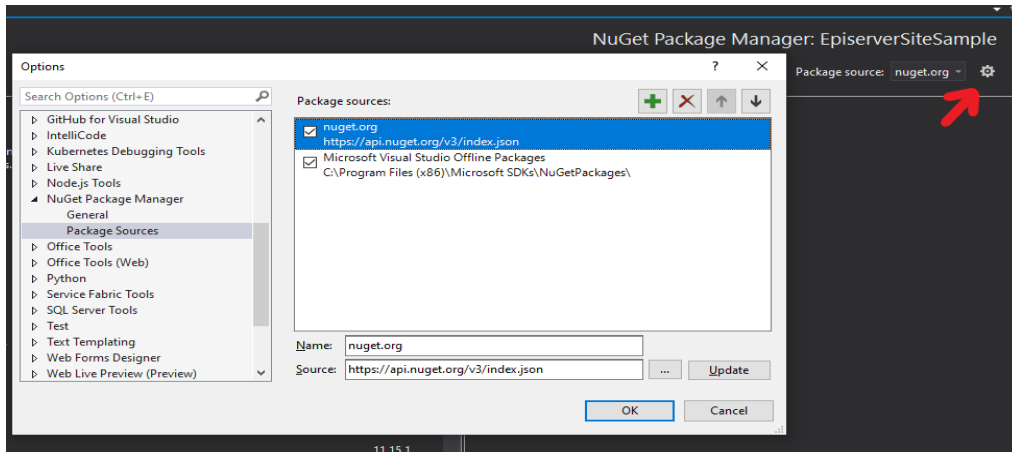 NuGet Package Manager: EpiserverSiteSample
Options
?
Package source: nuget.org
Search Options (Ctrl+E)
Package sources:
GitHub for Visual Studio
IntelliCode
Kubernetes Debugging Tools
Live Share
Node.js Tools
NuGet Package Manager
General
Package Sources
Office Tools
Office Tools (Web)
Python
Service Fabric Tools
SQL Server Tools
Test
Text Templating
Web Forms Designer
Web Live Preview (Preview)
nuget.org
https://api.nuget.org/v3/index.json
Microsoft Visual Studio Offline Packages
C:\Program Files (x86)\Microsoft SDKs\NuGetPackages\
Name: nuget.org
Source: https://api.nuget.org/v3/index.json ... Update
OK Cancel
11.15.1